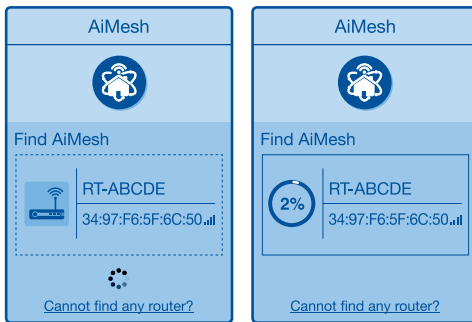 AiMesh
Find AiMesh
RT-ABCDE
34:97:F6:5F:6C:50
Cannot find any router?
AiMesh
Find AiMesh
2%
RT-ABCDE
34:97:F6:5F:6C:50
Cannot find any router?